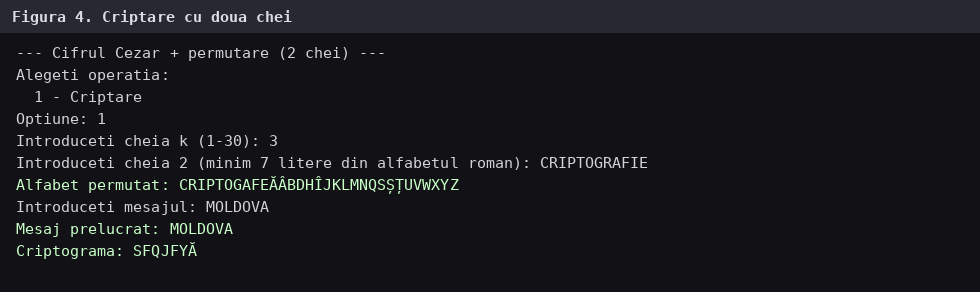 Figura 4. Criptare cu doua chei
--- Cifrul Cezar + permutare (2 chei) ---
Alegeti operatia:
  1 - Criptare
Optiune: 1
Introduceti cheia k (1-30): 3
Introduceti cheia 2 (minim 7 litere din alfabetul roman): CRIPTOGRAFIE
Alfabet permutat: CRIPTOGAFEĂÂBDHÎJKLMNQSȘȚUVWXYZ
Introduceti mesajul: MOLDOVA
Mesaj prelucrat: MOLDOVA
Criptograma: SFQJFYĂ